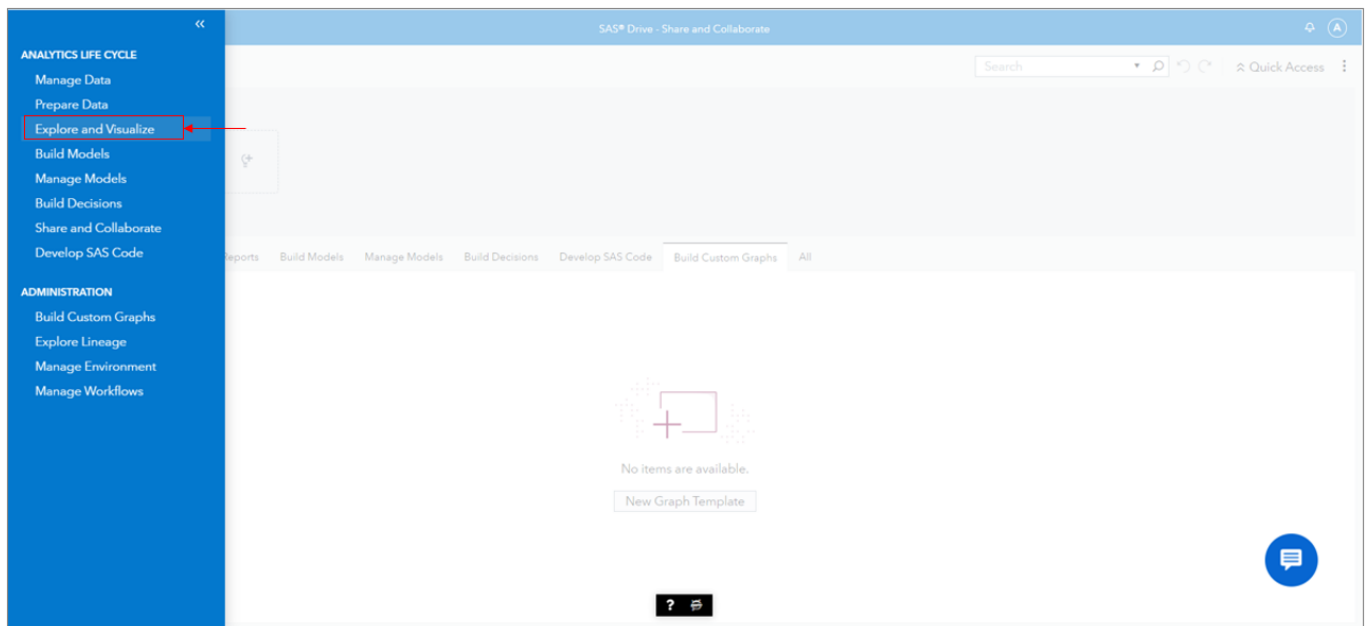 «
SAS® Drive - Share and Collaborate
A
ANALYTICS LIFE CYCLE
Manage Data
Search
Quick Access
Prepare Data
Explore and Visualize
Build Models
Manage Models
Build Decisions
Share and Collaborate
Develop SAS Code
Reports Build Models Manage Models Build Decisions Develop SAS Code Build Custom Graphs All
ADMINISTRATION
Build Custom Graphs
Explore Lineage
Manage Environment
Manage Workflows
No items are available.
New Graph Template
?